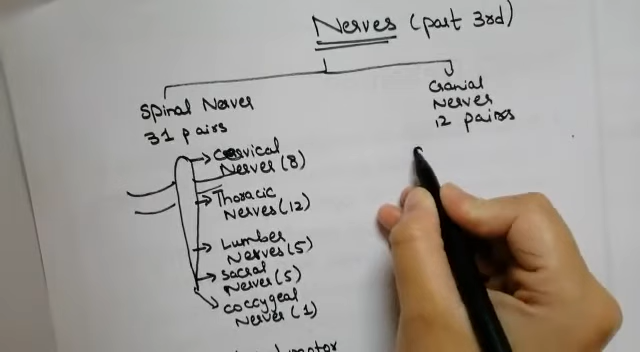 Nerves (part 3rd)
Spinal Nerves
31 pairs
Cranial
Nerves
12 pairs
Cervical
Nerves (8)
Thoracic
Nerves (12)
Lumber
Nerves (5)
Sacral
Nerves (5)
Coccygeal
Nerves (1)